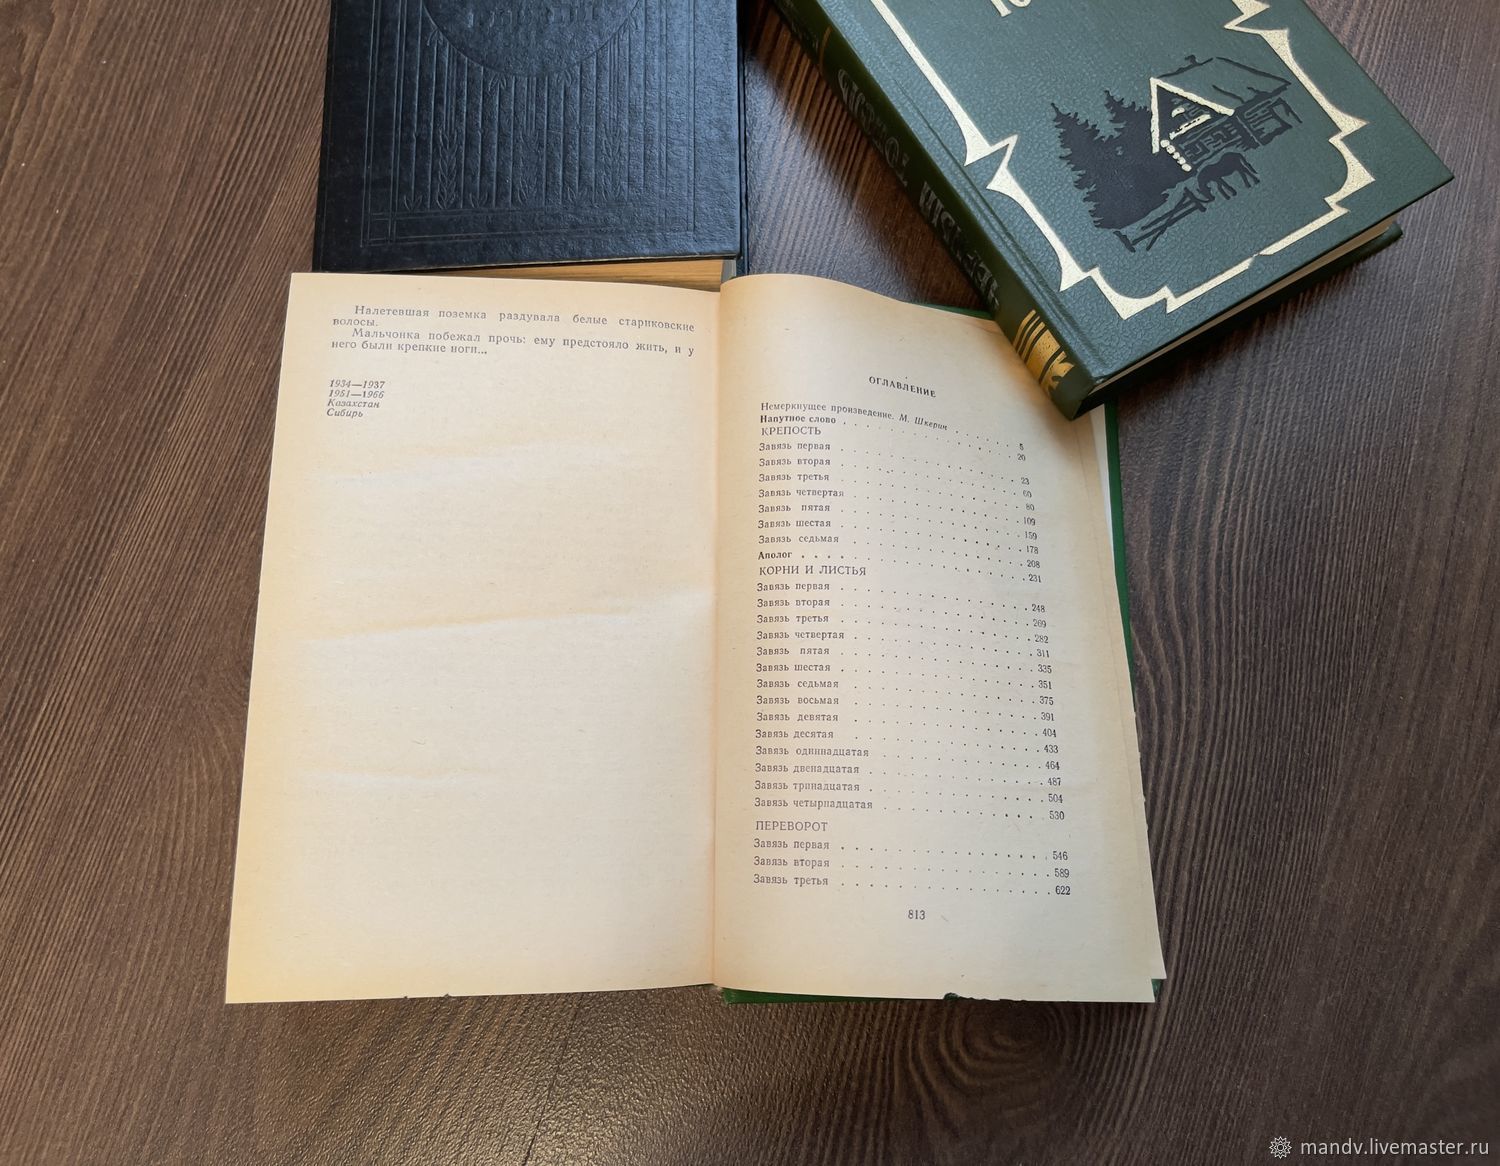 ЧЕРНЫЙ ТОПОЛЬ
Налетевшая поземка раздувала белые стариковские
волосы.
Мальчонка побежал прочь: ему предстояло жить, и у
него были крепкие ноги...
1934—1937
1951—1966
Казахстан
Сибирь
ОГЛАВЛЕНИЕ
Немеркнущее произведение. М. Шкерин . . . . . 5
Напутное слово . . . . . . . . . . 20
КРЕПОСТЬ
Завязь первая . . . . . . . . . . 23
Завязь вторая . . . . . . . . . . 60
Завязь третья . . . . . . . . . . 80
Завязь четвертая . . . . . . . . . . 109
Завязь пятая . . . . . . . . . . 159
Завязь шестая . . . . . . . . . . 178
Завязь седьмая . . . . . . . . . . 208
Аполог . . . . . . . . . . 231
КОРНИ И ЛИСТЬЯ
Завязь первая . . . . . . . . . . 248
Завязь вторая . . . . . . . . . . 269
Завязь третья . . . . . . . . . . 282
Завязь четвертая . . . . . . . . . . 311
Завязь пятая . . . . . . . . . . 335
Завязь шестая . . . . . . . . . . 351
Завязь седьмая . . . . . . . . . . 375
Завязь восьмая . . . . . . . . . . 391
Завязь девятая . . . . . . . . . . 404
Завязь десятая . . . . . . . . . . 433
Завязь одиннадцатая . . . . . . . . . . 464
Завязь двенадцатая . . . . . . . . . . 487
Завязь тринадцатая . . . . . . . . . . 504
Завязь четырнадцатая . . . . . . . . . . 530
ПЕРЕВОРОТ
Завязь первая . . . . . . . . . . 546
Завязь вторая . . . . . . . . . . 589
Завязь третья . . . . . . . . . . 622
813
mandv.livemaster.ru